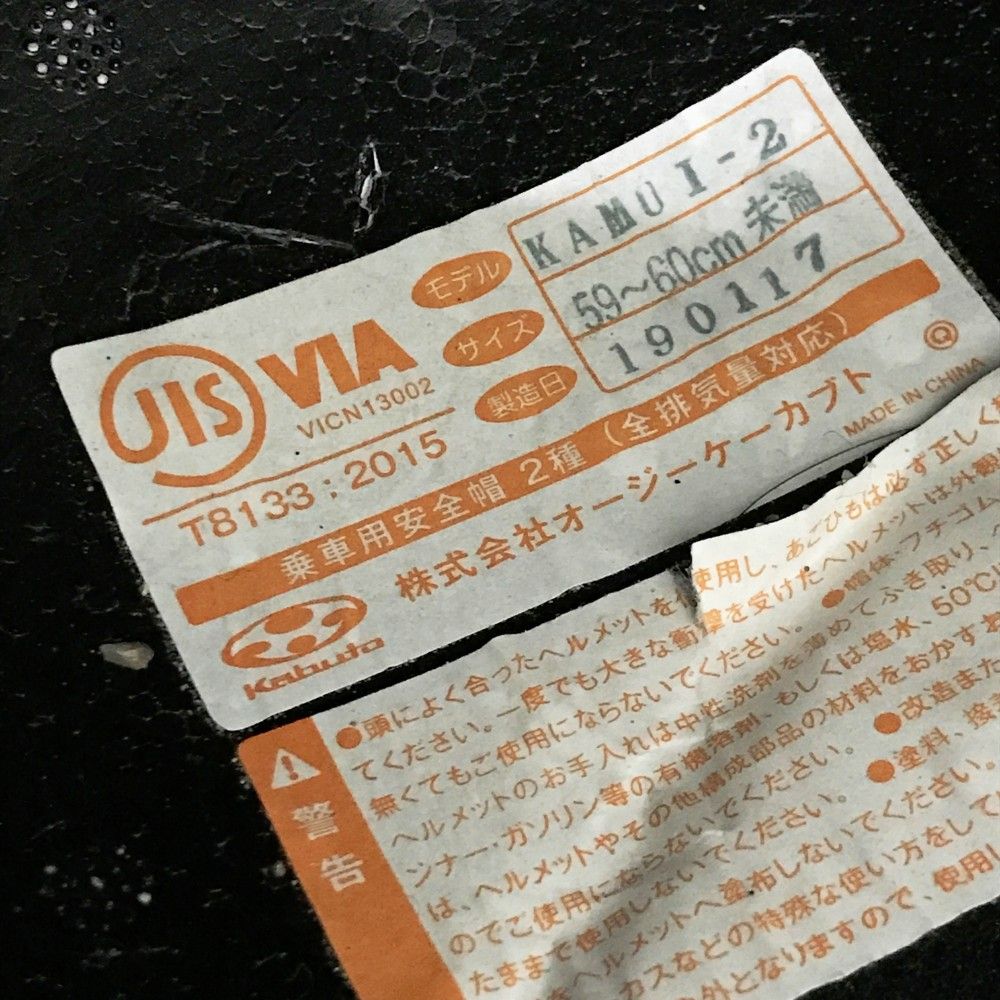 JIS
VIA
VICN13002
T8133:2015
モデル KAMUI-2
サイズ 59~60cm未満
製造日 190117
乗車用安全帽 2種 (全排気量対応)
株式会社オージーケーカブト
MADE IN CHINA
Kabuto
警告
●頭によく合ったヘルメットを 使用し、あごひもは必ず正しく
てください。一度でも大きな衝撃を受けたヘルメットは外観
無くてもご使用にならないでください。 ●帽体・フチゴム
ヘルメットのお手入れは中性洗剤を薄めてふき取り、
ンナー・ガソリン等の有機溶剤、もしくは塩水、50℃
は、ヘルメットやその他構成部品の材料をおかす
のでご使用にならないでください。 ●改造また
たままで使用しないでください。 ●塗料、接
をヘルメットへ塗布しないでください。
カスなどの特殊な使い方をして
外となりますので、使用